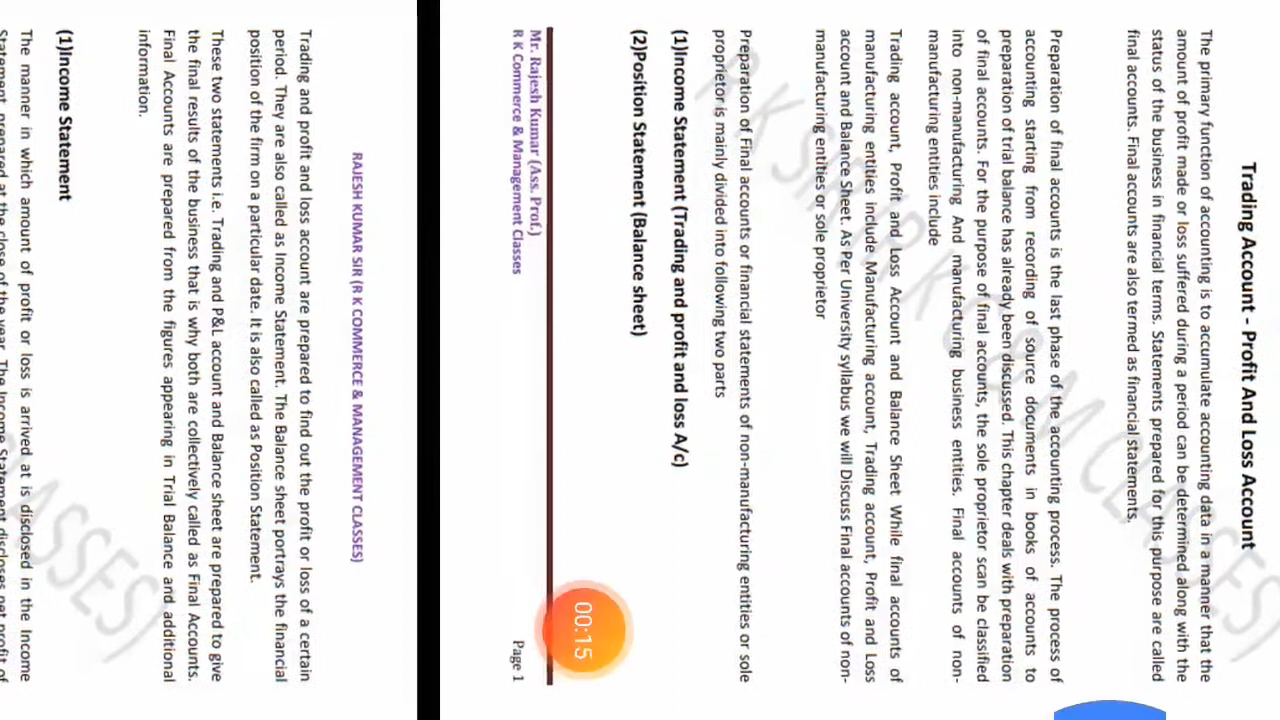 Trading Account - Profit And Loss Account
The primary function of accounting is to accumulate accounting data in a manner that the
amount of profit made or loss suffered during a period can be determined along with the
status of the business in financial terms. Statements prepared for this purpose are called
final accounts. Final accounts are also termed as financial statements.
Preparation of final accounts is the last phase of the accounting process. The process of
accounting starting from recording of source documents in books of accounts to
preparation of trial balance has already been discussed. This chapter deals with preparation
of final accounts. For the purpose of final accounts, the sole proprietor scan be classified
into non-manufacturing And manufacturing business entities. Final accounts of non-
manufacturing entities include
Trading account, Profit and Loss Account and Balance Sheet While final accounts of
manufacturing entities include Manufacturing account, Trading account, Profit and Loss
account and Balance Sheet. As Per University syllabus we will Discuss Final accounts of non-
manufacturing entities or sole proprietor
Preparation of Final accounts or financial statements of non-manufacturing entities or sole
proprietor is mainly divided into following two parts
(1)Income Statement (Trading and profit and loss A/c)
(2)Position Statement (Balance sheet)
Mr. Rajesh Kumar (Ass. Prof.)
R K Commerce & Management Classes Page 1
00:15
RAJESH KUMAR SIR (R K COMMERCE & MANAGEMENT CLASSES)
Trading and profit and loss account are prepared to find out the profit or loss of a certain
period. They are also called as Income Statement. The Balance sheet portrays the financial
position of the firm on a particular date. It is also called as Position Statement.
These two statements i.e. Trading and P&L account and Balance sheet are prepared to give
the final results of the business that is why both are collectively called as Final Accounts.
Final Accounts are prepared from the figures appearing in Trial Balance and additional
information.
(1)Income Statement
The manner in which amount of profit or loss is arrived at is disclosed in the Income
Statement prepared at the close of the year. The Income Statement discloses net profit of